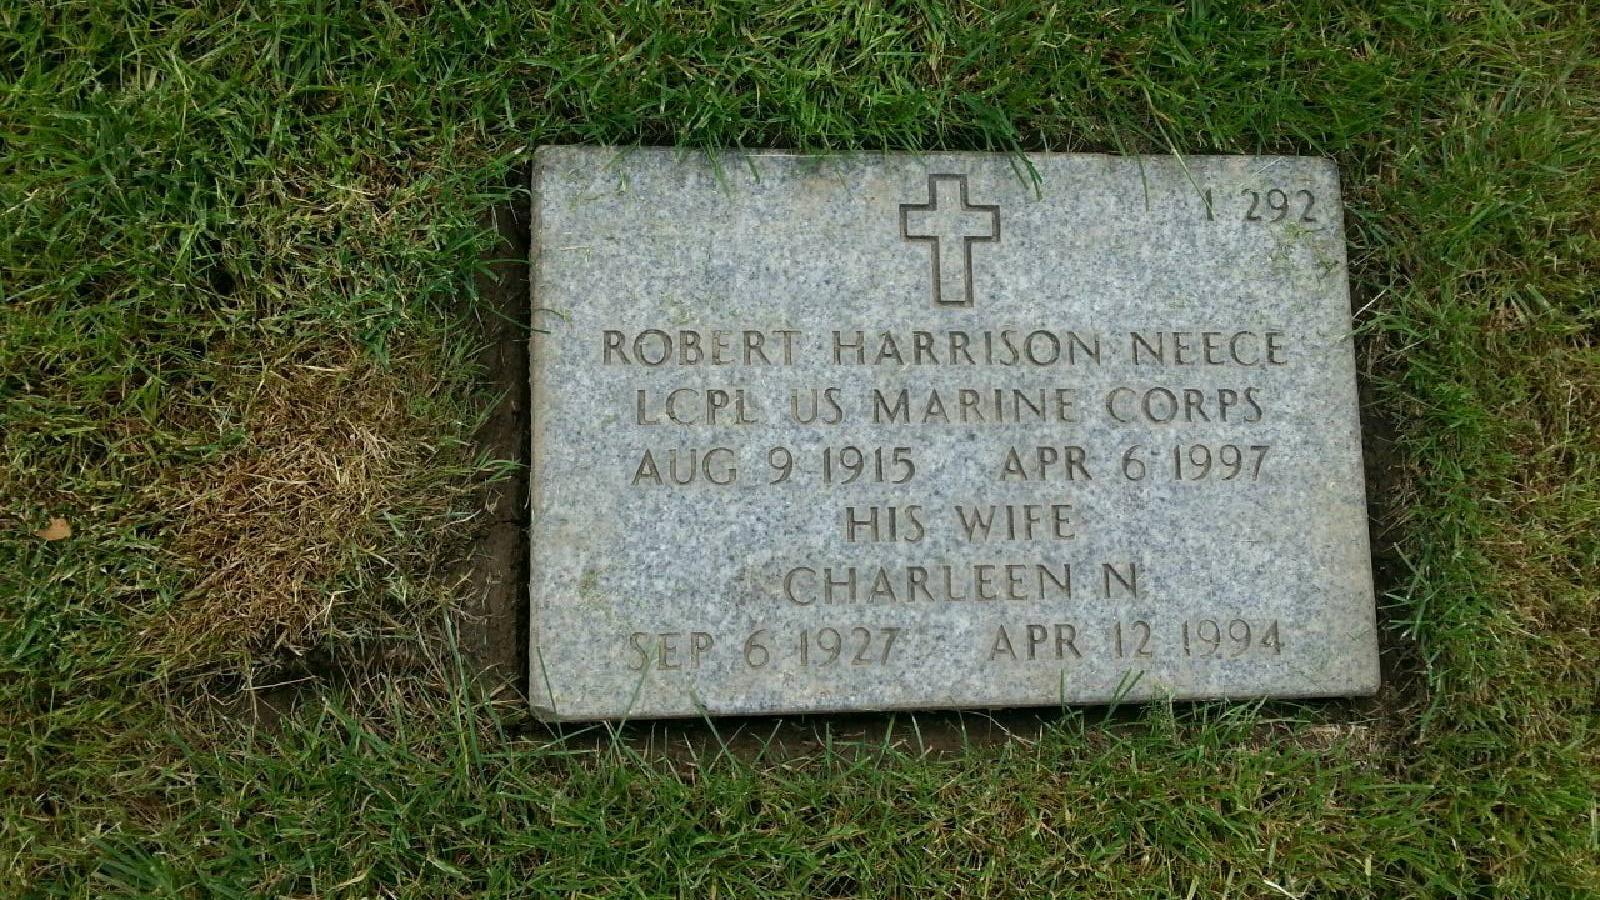 1 292
ROBERT HARRISON NEECE
LCPL US MARINE CORPS
AUG 9 1915 APR 6 1997
HIS WIFE
CHARLEEN N
SEP 6 1927 APR 12 1994